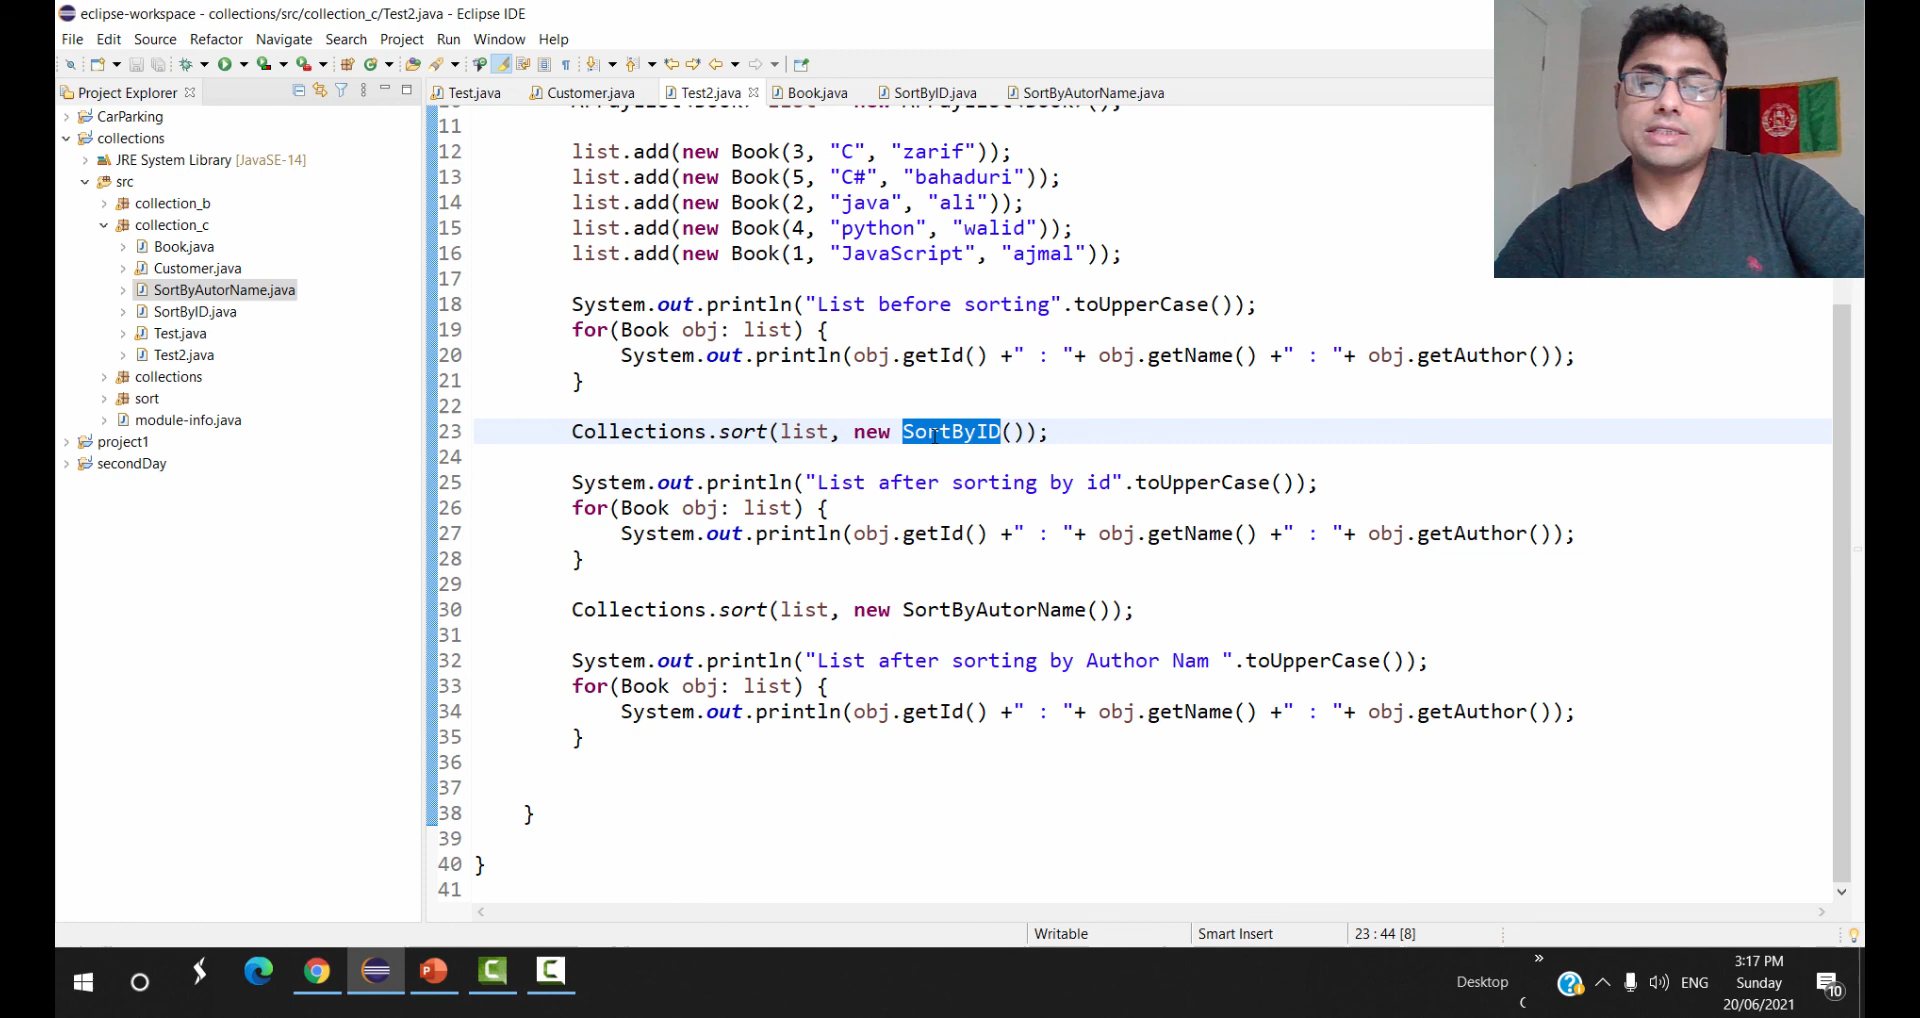 eclipse-workspace - collections/src/collection_c/Test2.java - Eclipse IDE
File Edit Source Refactor Navigate Search Project Run Window Help
Project Explorer
Test.java Customer.java Test2.java Book.java SortByID.java SortByAutorName.java
CarParking
collections
JRE System Library [JavaSE-14]
src
collection_b
collection_c
Book.java
Customer.java
SortByAutorName.java
SortByID.java
Test.java
Test2.java
collections
sort
module-info.java
project1
secondDay
11
12 list.add(new Book(3, "C", "zarif"));
13 list.add(new Book(5, "C#", "bahaduri"));
14 list.add(new Book(2, "java", "ali"));
15 list.add(new Book(4, "python", "walid"));
16 list.add(new Book(1, "JavaScript", "ajmal"));
17
18 System.out.println("List before sorting".toUpperCase());
19 for(Book obj: list) {
20 System.out.println(obj.getId() +" : "+ obj.getName() +" : "+ obj.getAuthor());
21 }
22
23 Collections.sort(list, new SortByID());
24
25 System.out.println("List after sorting by id".toUpperCase());
26 for(Book obj: list) {
27 System.out.println(obj.getId() +" : "+ obj.getName() +" : "+ obj.getAuthor());
28 }
29
30 Collections.sort(list, new SortByAutorName());
31
32 System.out.println("List after sorting by Author Nam ".toUpperCase());
33 for(Book obj: list) {
34 System.out.println(obj.getId() +" : "+ obj.getName() +" : "+ obj.getAuthor());
35 }
36
37
38 }
39
40 }
41
Writable Smart Insert 23 : 44 [8]
Desktop ENG
3:17 PM
Sunday
20/06/2021
10